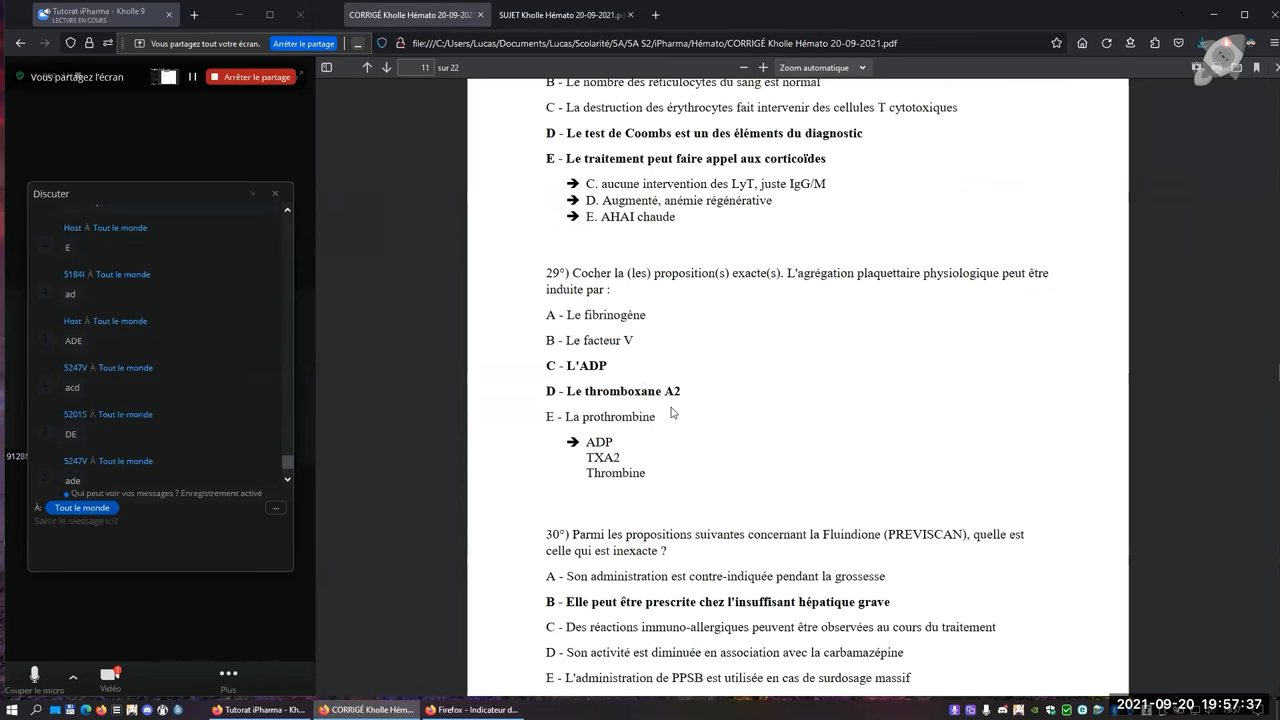 Tutorat iPharma - Kholle 9
LECTURE EN COURS
CORRIGÉ Kholle Hémato 20-09-2021
SUJET Kholle Hémato 20-09-2021.pd
Vous partagez tout écran.
Arrêter le partage
file:///C:/Users/Lucas/Documents/Lucas/Scolarité/5A/5A S2/iPharma/Hémato/CORRIGÉ Kholle Hémato 20-09-2021.pdf
Vous partagez l'écran
Arrêter le partage
11 sur 22
Zoom automatique
B - Le nombre des réticulocytes du sang est normal
C - La destruction des érythrocytes fait intervenir des cellules T cytotoxiques
D - Le test de Coombs est un des éléments du diagnostic
E - Le traitement peut faire appel aux corticoïdes
➔ C. aucune intervention des LyT, juste IgG/M
➔ D. Augmenté, anémie régénérative
➔ E. AHAI chaude
29°) Cocher la (les) proposition(s) exacte(s). L'agrégation plaquettaire physiologique peut être
induite par :
A - Le fibrinogène
B - Le facteur V
C - L'ADP
D - Le thromboxane A2
E - La prothrombine
➔ ADP
TXA2
Thrombine
30°) Parmi les propositions suivantes concernant la Fluindione (PREVISCAN), quelle est
celle qui est inexacte ?
A - Son administration est contre-indiquée pendant la grossesse
B - Elle peut être prescrite chez l'insuffisant hépatique grave
C - Des réactions immuno-allergiques peuvent être observées au cours du traitement
D - Son activité est diminuée en association avec la carbamazépine
E - L'administration de PPSB est utilisée en cas de surdosage massif
Discuter
Host À Tout le monde
E
5184I À Tout le monde
ad
Host À Tout le monde
ADE
5247V À Tout le monde
acd
5201S À Tout le monde
DE
5247V À Tout le monde
ade
9128
Qui peut voir vos messages ? Enregistrement activé
À: Tout le monde
...
Saisir le message ici?
Couper le micro
Vidéo
Plus
Tutorat iPharma - Kh...
CORRIGÉ Kholle Hém...
Firefox - Indicateur d...
2021-09-20 19:57:37